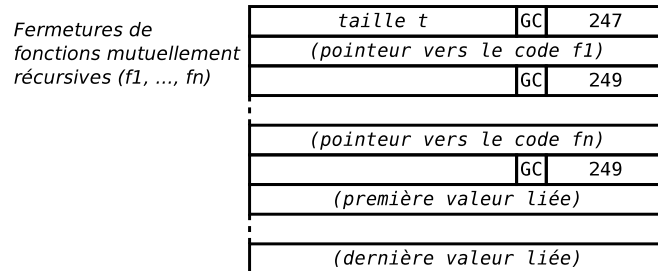 Fermetures de
fonctions mutuellement
récursives (f1, ..., fn)
taille t GC 247
(pointeur vers le code f1)
GC 249
(pointeur vers le code fn)
GC 249
(première valeur liée)
(dernière valeur liée)